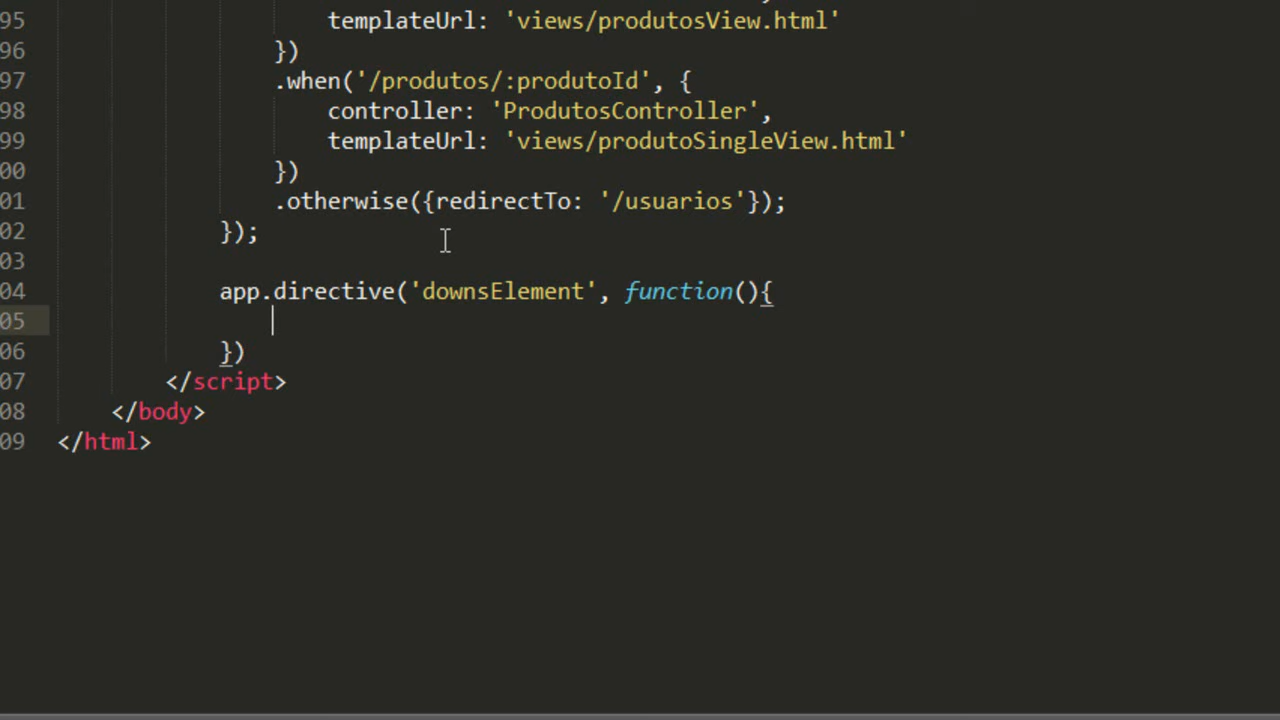 95 templateUrl: 'views/produtosView.html'
96 })
97 .when('/produtos/:produtoId', {
98 controller: 'ProdutosController',
99 templateUrl: 'views/produtoSingleView.html'
00 })
01 .otherwise({redirectTo: '/usuarios'});
02 });
03
04 app.directive('downsElement', function(){
05
06 })
07 </script>
08 </body>
09 </html>